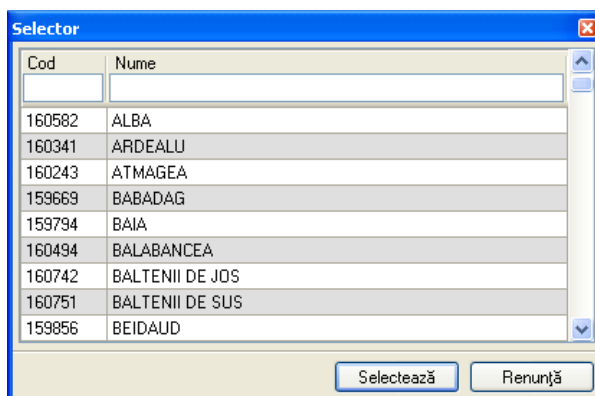 Selector
Cod Nume
160582 ALBA
160341 ARDEALU
160243 ATMAGEA
159669 BABADAG
159794 BAIA
160494 BALABANCEA
160742 BALTENII DE JOS
160751 BALTENII DE SUS
159856 BEIDAUD
Selectează Renunţă